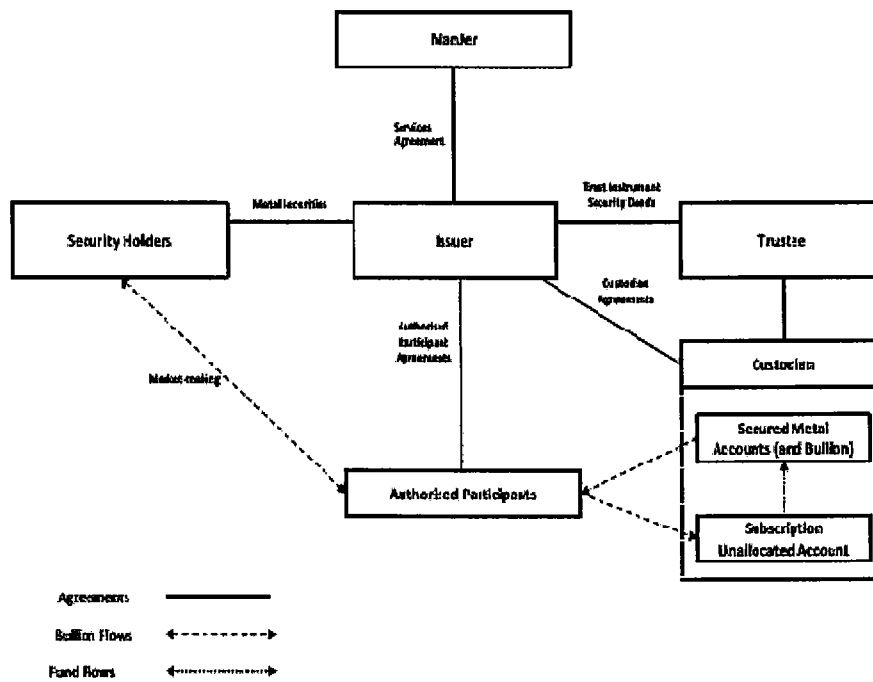 ManJer
Services
Agreement
Metal Securities
Trust Instrument
Security Deeds
Security Holders
Issuer
Trustee
Custodian
Agreements
Authorised
Participant
Agreements
Custodian
Market-making
Secured Metal
Accounts (and Bullion)
Authorised Participants
Subscription
Unallocated Account
Agreements
Bullion Flows
Fund Flows